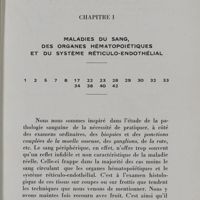 CHAPITRE I
MALADIES DU SANG,
DES ORGANES HÉMATOPOIÉTIQUES
ET DU SYSTÈME RÉTICULO-ENDOTHÉLIAL
1 2 5 7 8 17 22 23 28 29 30 32 33
34 38 40 42
Nous nous sommes inspiré dans l'étude de la pa-
thologie sanguine de la nécessité de pratiquer, à côté
des examens ordinaires, des biopsies et des ponctions
couplées de la moelle osseuse, des ganglions, de la rate,
etc. Le sang périphérique, en effet, n'offre trop souvent
qu'un reflet infidèle et non caractéristique de la maladie
réelle. Celle-ci frappe dans la majorité des cas moins le
sang circulant que les organes hématopoiétiques et le
système réticulo-endothélial. C'est à l'examen histolo-
gique de ces tissus sur coupes ou sur frottis que tendent
les techniques que nous venons de mentionner. Nous y
avons maintes fois recouru avec fruit. C'est ainsi qu'il